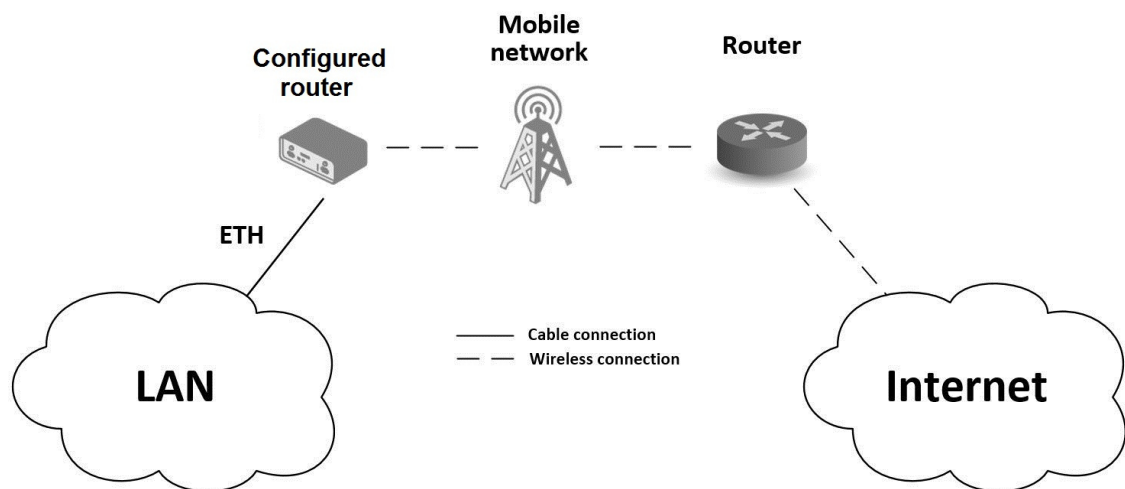 Mobile
network
Router
Configured
router
ETH
Cable connection
Wireless connection
LAN
Internet